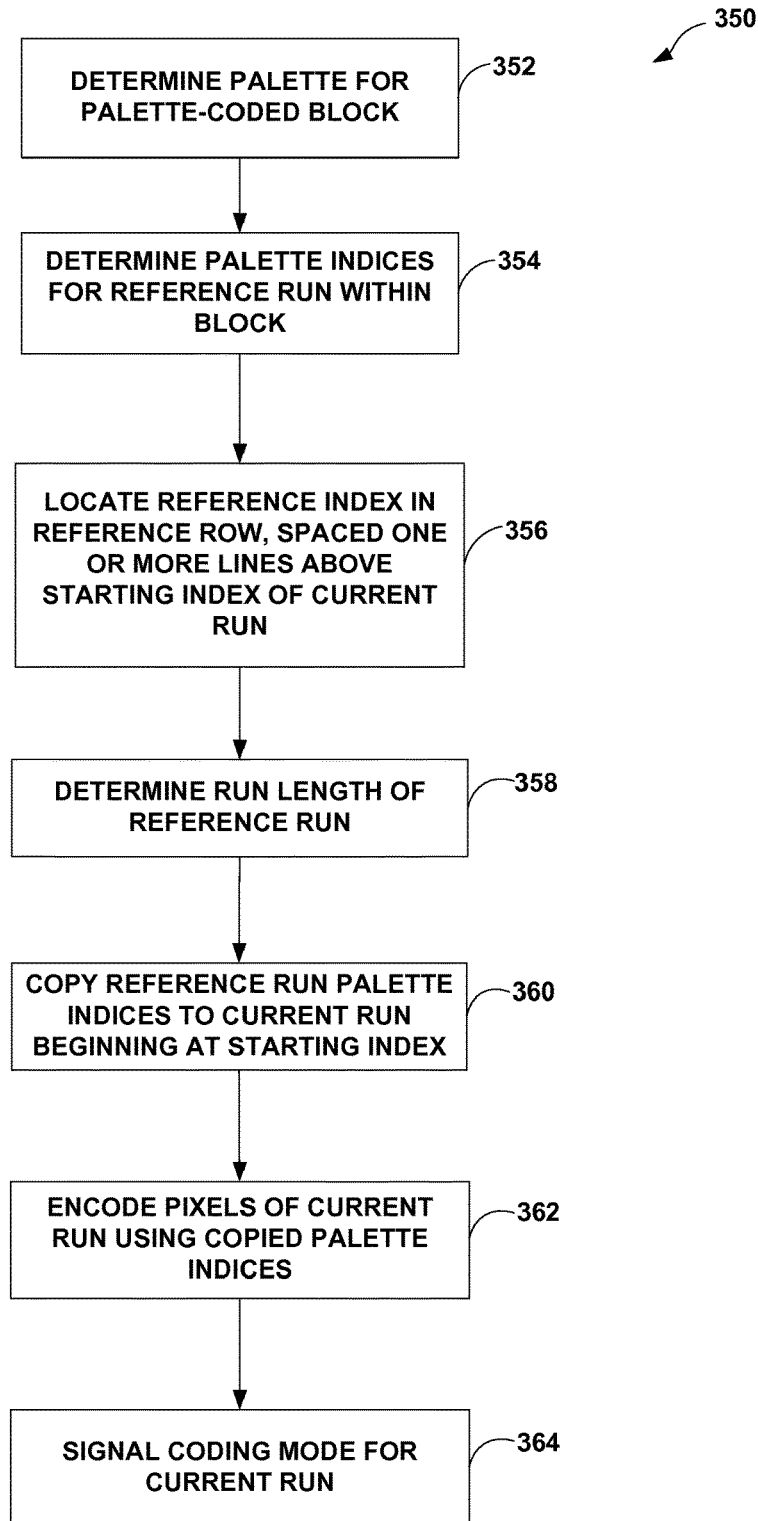 350
DETERMINE PALETTE FOR
PALETTE-CODED BLOCK
352
DETERMINE PALETTE INDICES
FOR REFERENCE RUN WITHIN
BLOCK
354
LOCATE REFERENCE INDEX IN
REFERENCE ROW, SPACED ONE
OR MORE LINES ABOVE
STARTING INDEX OF CURRENT
RUN
356
DETERMINE RUN LENGTH OF
REFERENCE RUN
358
COPY REFERENCE RUN PALETTE
INDICES TO CURRENT RUN
BEGINNING AT STARTING INDEX
360
ENCODE PIXELS OF CURRENT
RUN USING COPIED PALETTE
INDICES
362
SIGNAL CODING MODE FOR
CURRENT RUN
364